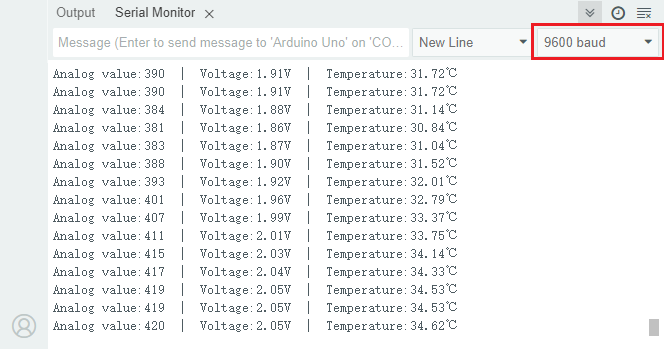 Output Serial Monitor
Message (Enter to send message to 'Arduino Uno' on 'CO... New Line 9600 baud
Analog value:390 | Voltage:1.91V | Temperature:31.72℃
Analog value:390 | Voltage:1.91V | Temperature:31.72℃
Analog value:384 | Voltage:1.88V | Temperature:31.14℃
Analog value:381 | Voltage:1.86V | Temperature:30.84℃
Analog value:383 | Voltage:1.87V | Temperature:31.04℃
Analog value:388 | Voltage:1.90V | Temperature:31.52℃
Analog value:393 | Voltage:1.92V | Temperature:32.01℃
Analog value:401 | Voltage:1.96V | Temperature:32.79℃
Analog value:407 | Voltage:1.99V | Temperature:33.37℃
Analog value:411 | Voltage:2.01V | Temperature:33.75℃
Analog value:415 | Voltage:2.03V | Temperature:34.14℃
Analog value:417 | Voltage:2.04V | Temperature:34.33℃
Analog value:419 | Voltage:2.05V | Temperature:34.53℃
Analog value:419 | Voltage:2.05V | Temperature:34.53℃
Analog value:420 | Voltage:2.05V | Temperature:34.62℃